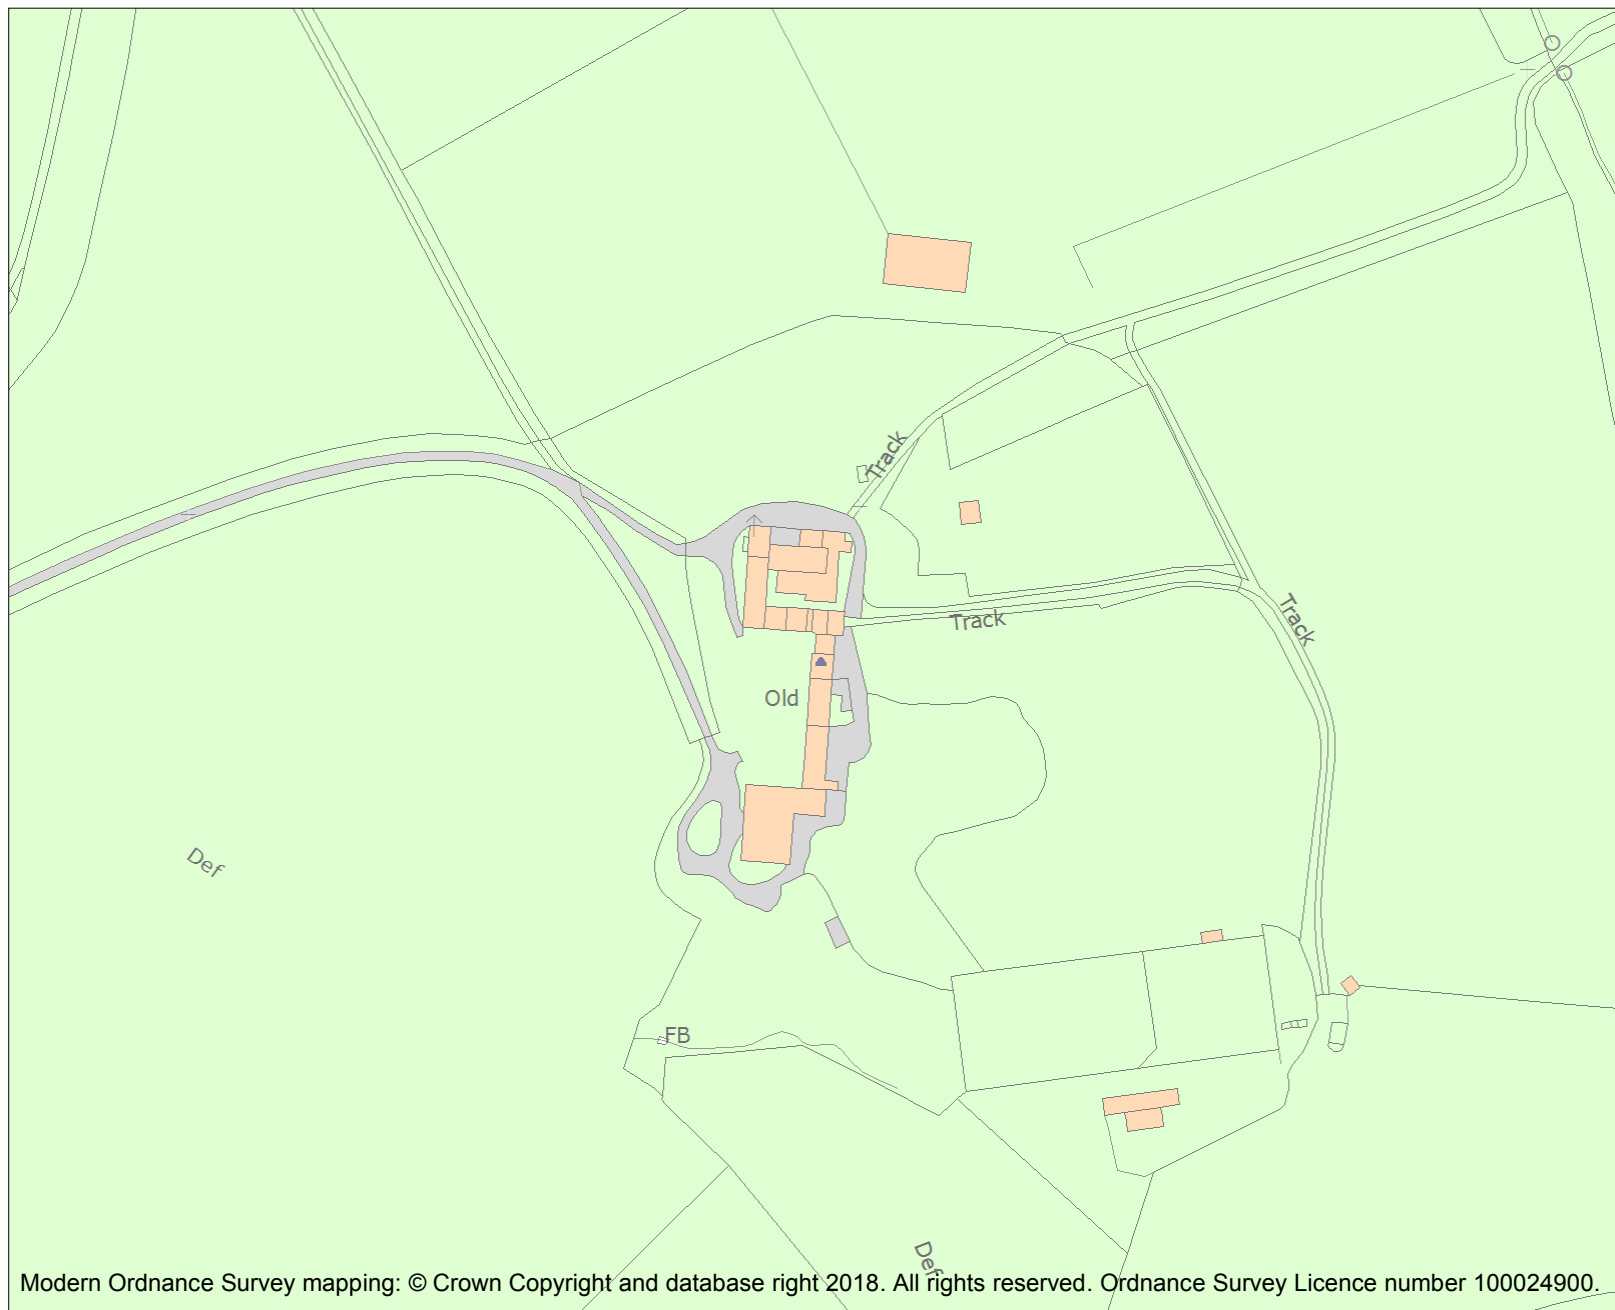 Track
Track
Track
Old
Def
FB
Def
Modern Ordnance Survey mapping: © Crown Copyright and database right 2018. All rights reserved. Ordnance Survey Licence number 100024900.